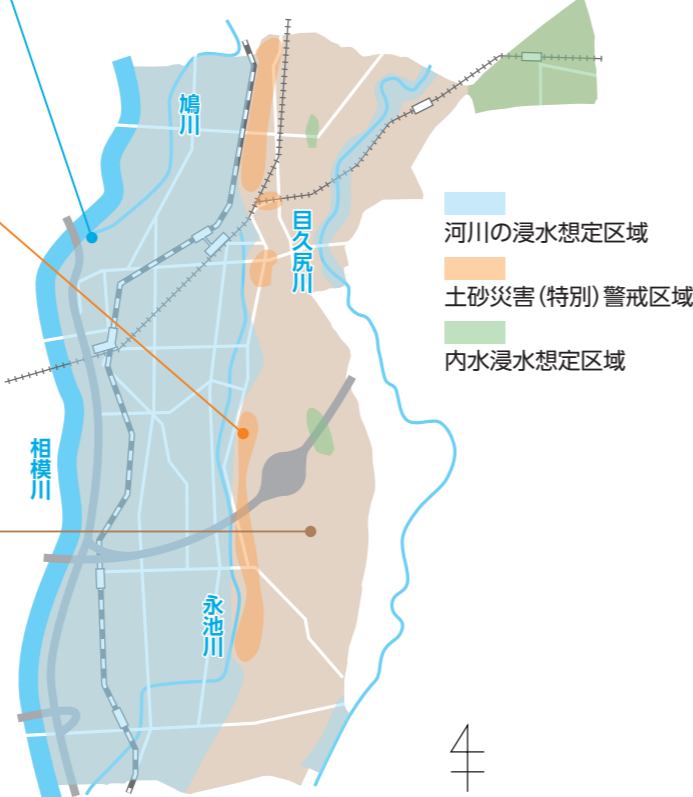 鳩川
目久尻川
河川の浸水想定区域
土砂災害(特別)警戒区域
内水浸水想定区域
相模川
永池川